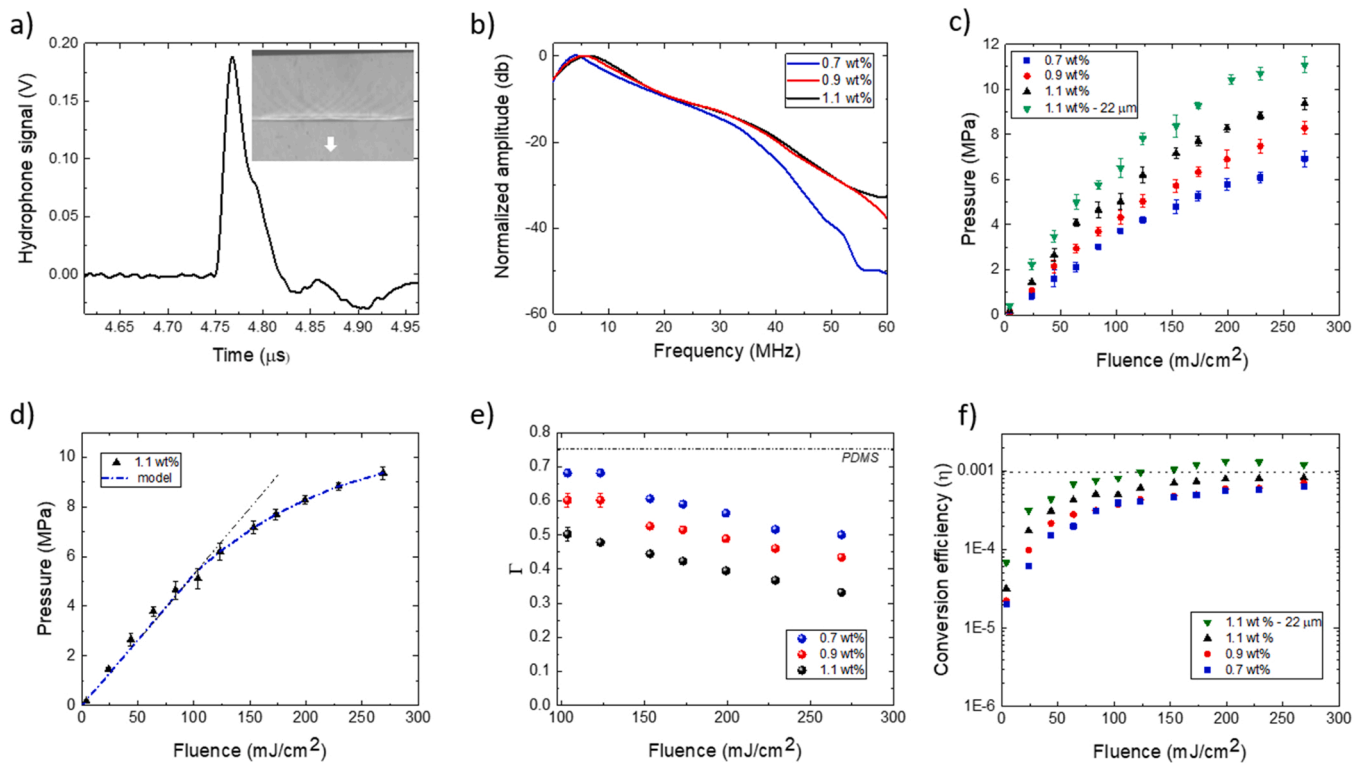 a)
0.20
0.15
0.10
0.05
0.00
Hydrophone signal (V)
4.65 4.70 4.75 4.80 4.85 4.90 4.95
Time (μs)
b)
0
-20
-40
-60
Normalized amplitude (db)
0.7 wt%
0.9 wt%
1.1 wt%
0 10 20 30 40 50 60
Frequency (MHz)
c)
12
10
8
6
4
2
0
Pressure (MPa)
0.7 wt%
0.9 wt%
1.1 wt%
1.1 wt% - 22 μm
0 50 100 150 200 250 300
Fluence (mJ/cm²)
d)
10
8
6
4
2
0
Pressure (MPa)
1.1 wt%
model
0 50 100 150 200 250 300
Fluence (mJ/cm²)
e)
0.8
0.7
0.6
0.5
0.4
0.3
0.2
0.1
0.0
Γ
PDMS
0.7 wt%
0.9 wt%
1.1 wt%
100 150 200 250 300
Fluence (mJ/cm²)
f)
0.001
1E-4
1E-5
1E-6
Conversion efficiency (η)
1.1 wt % - 22 μm
1.1 wt %
0.9 wt%
0.7 wt%
0 50 100 150 200 250 300
Fluence (mJ/cm²)